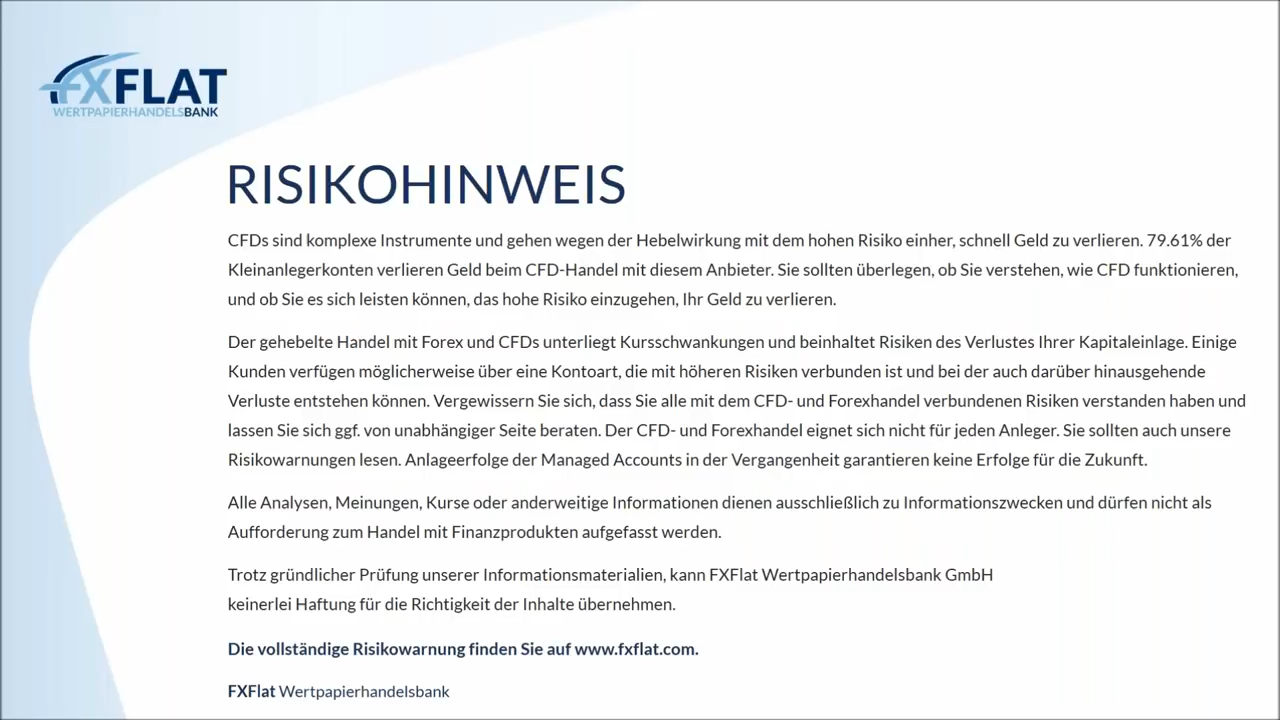 FXFLAT
WERTPAPIERHANDELSBANK
RISIKOHINWEIS
CFDs sind komplexe Instrumente und gehen wegen der Hebelwirkung mit dem hohen Risiko einher, schnell Geld zu verlieren. 79.61% der
Kleinanlegerkonten verlieren Geld beim CFD-Handel mit diesem Anbieter. Sie sollten überlegen, ob Sie verstehen, wie CFD funktionieren,
und ob Sie es sich leisten können, das hohe Risiko einzugehen, Ihr Geld zu verlieren.
Der gehebelte Handel mit Forex und CFDs unterliegt Kursschwankungen und beinhaltet Risiken des Verlustes Ihrer Kapitaleinlage. Einige
Kunden verfügen möglicherweise über eine Kontoart, die mit höheren Risiken verbunden ist und bei der auch darüber hinausgehende
Verluste entstehen können. Vergewissern Sie sich, dass Sie alle mit dem CFD- und Forexhandel verbundenen Risiken verstanden haben und
lassen Sie sich ggf. von unabhängiger Seite beraten. Der CFD- und Forexhandel eignet sich nicht für jeden Anleger. Sie sollten auch unsere
Risikowarnungen lesen. Anlageerfolge der Managed Accounts in der Vergangenheit garantieren keine Erfolge für die Zukunft.
Alle Analysen, Meinungen, Kurse oder anderweitige Informationen dienen ausschließlich zu Informationszwecken und dürfen nicht als
Aufforderung zum Handel mit Finanzprodukten aufgefasst werden.
Trotz gründlicher Prüfung unserer Informationsmaterialien, kann FXFlat Wertpapierhandelsbank GmbH
keinerlei Haftung für die Richtigkeit der Inhalte übernehmen.
Die vollständige Risikowarnung finden Sie auf www.fxflat.com.
FXFlat Wertpapierhandelsbank